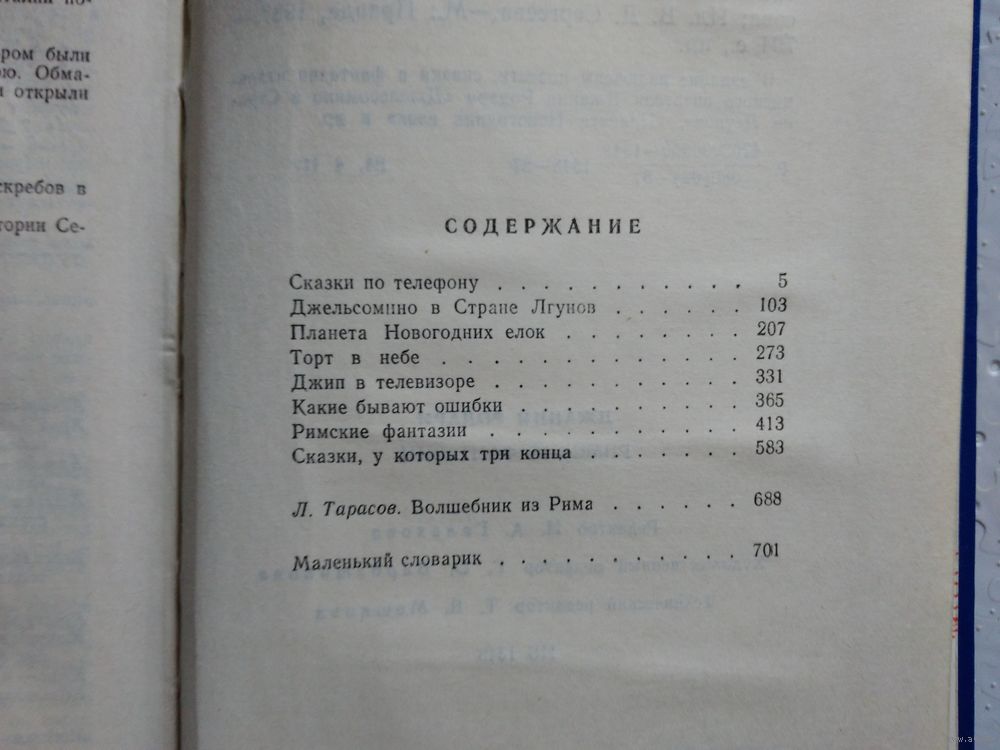 ром были
ю. Обма-
и открыли
скребов в
тории Се-
СОДЕРЖАНИЕ
Сказки по телефону . . . . . . . . . . . 5
Джельсомино в Стране Лгунов . . . . . . 103
Планета Новогодних елок . . . . . . . . 207
Торт в небе . . . . . . . . . . . . . 273
Джип в телевизоре . . . . . . . . . . . 331
Какие бывают ошибки . . . . . . . . . . 365
Римские фантазии . . . . . . . . . . . 413
Сказки, у которых три конца . . . . . . . 583
Л. Тарасов. Волшебник из Рима . . . . . . 688
Маленький словарик . . . . . . . . . . . 701